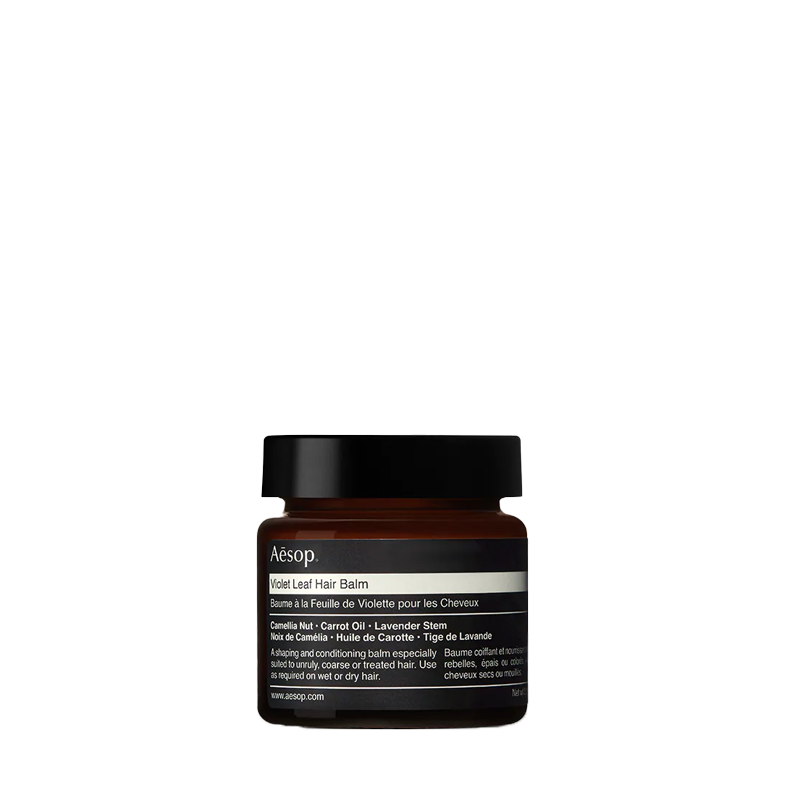 Aēsop.
Violet Leaf Hair Balm
Baume à la Feuille de Violette pour les Cheveux
Camellia Nut · Carrot Oil · Lavender Stem
Noix de Camélia · Huile de Carotte · Tige de Lavande
A shaping and conditioning balm especially
suited to unruly, coarse or treated hair. Use
as required on wet or dry hair.
Baume coiffant et
rebelles, épais ou
cheveux secs ou mouillés.
www.aesop.com
Net